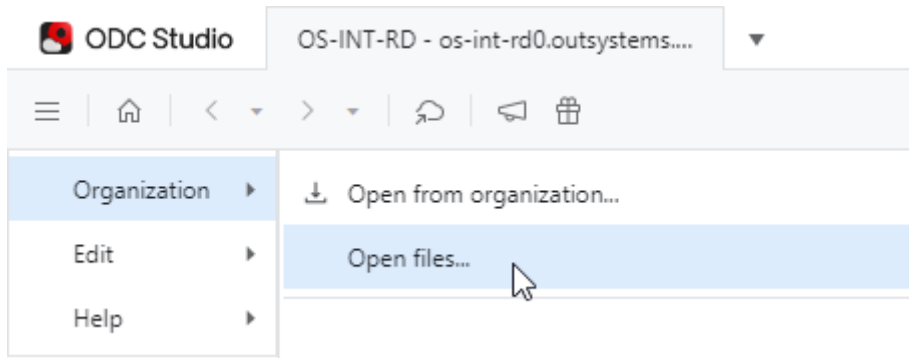 ODC Studio
OS-INT-RD - os-int-rd0.outsystems....
Organization
Open from organization...
Edit
Open files...
Help